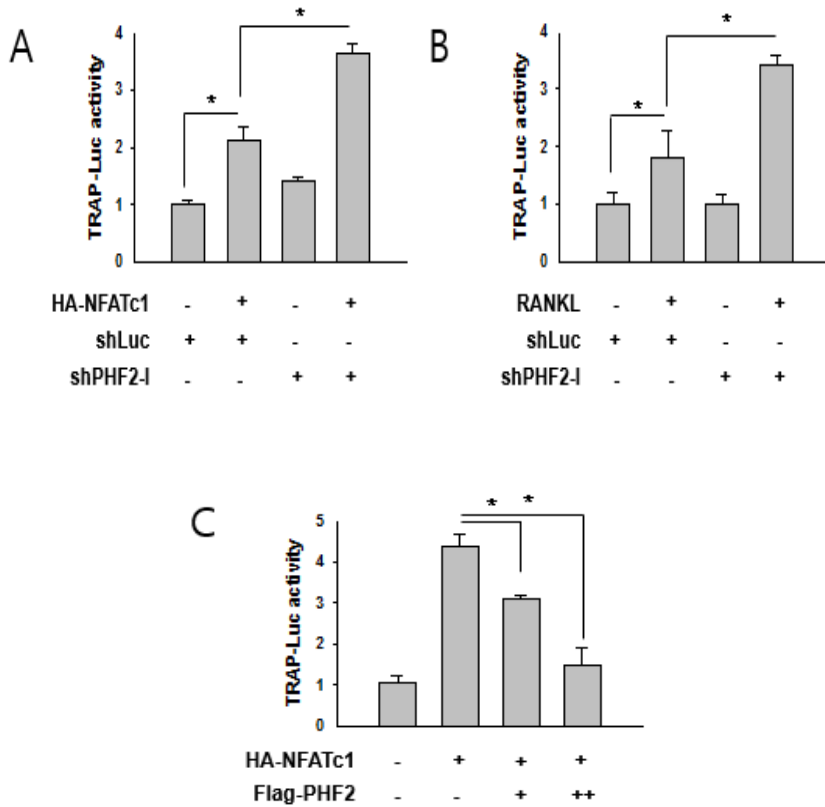 A
TRAP-Luc activity
4
3
2
1
0
*
*
HA-NFATc1 - + - +
shLuc + + - -
shPHF2-I - - + +
B
TRAP-Luc activity
4
3
2
1
0
*
*
RANKL - + - +
shLuc + + - -
shPHF2-I - - + +
C
TRAP-Luc activity
5
4
3
2
1
0
* *
HA-NFATc1 - + + +
Flag-PHF2 - - + ++